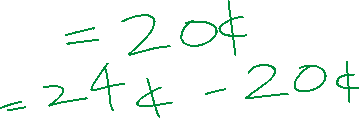 = 20¢
= 24¢ - 20¢